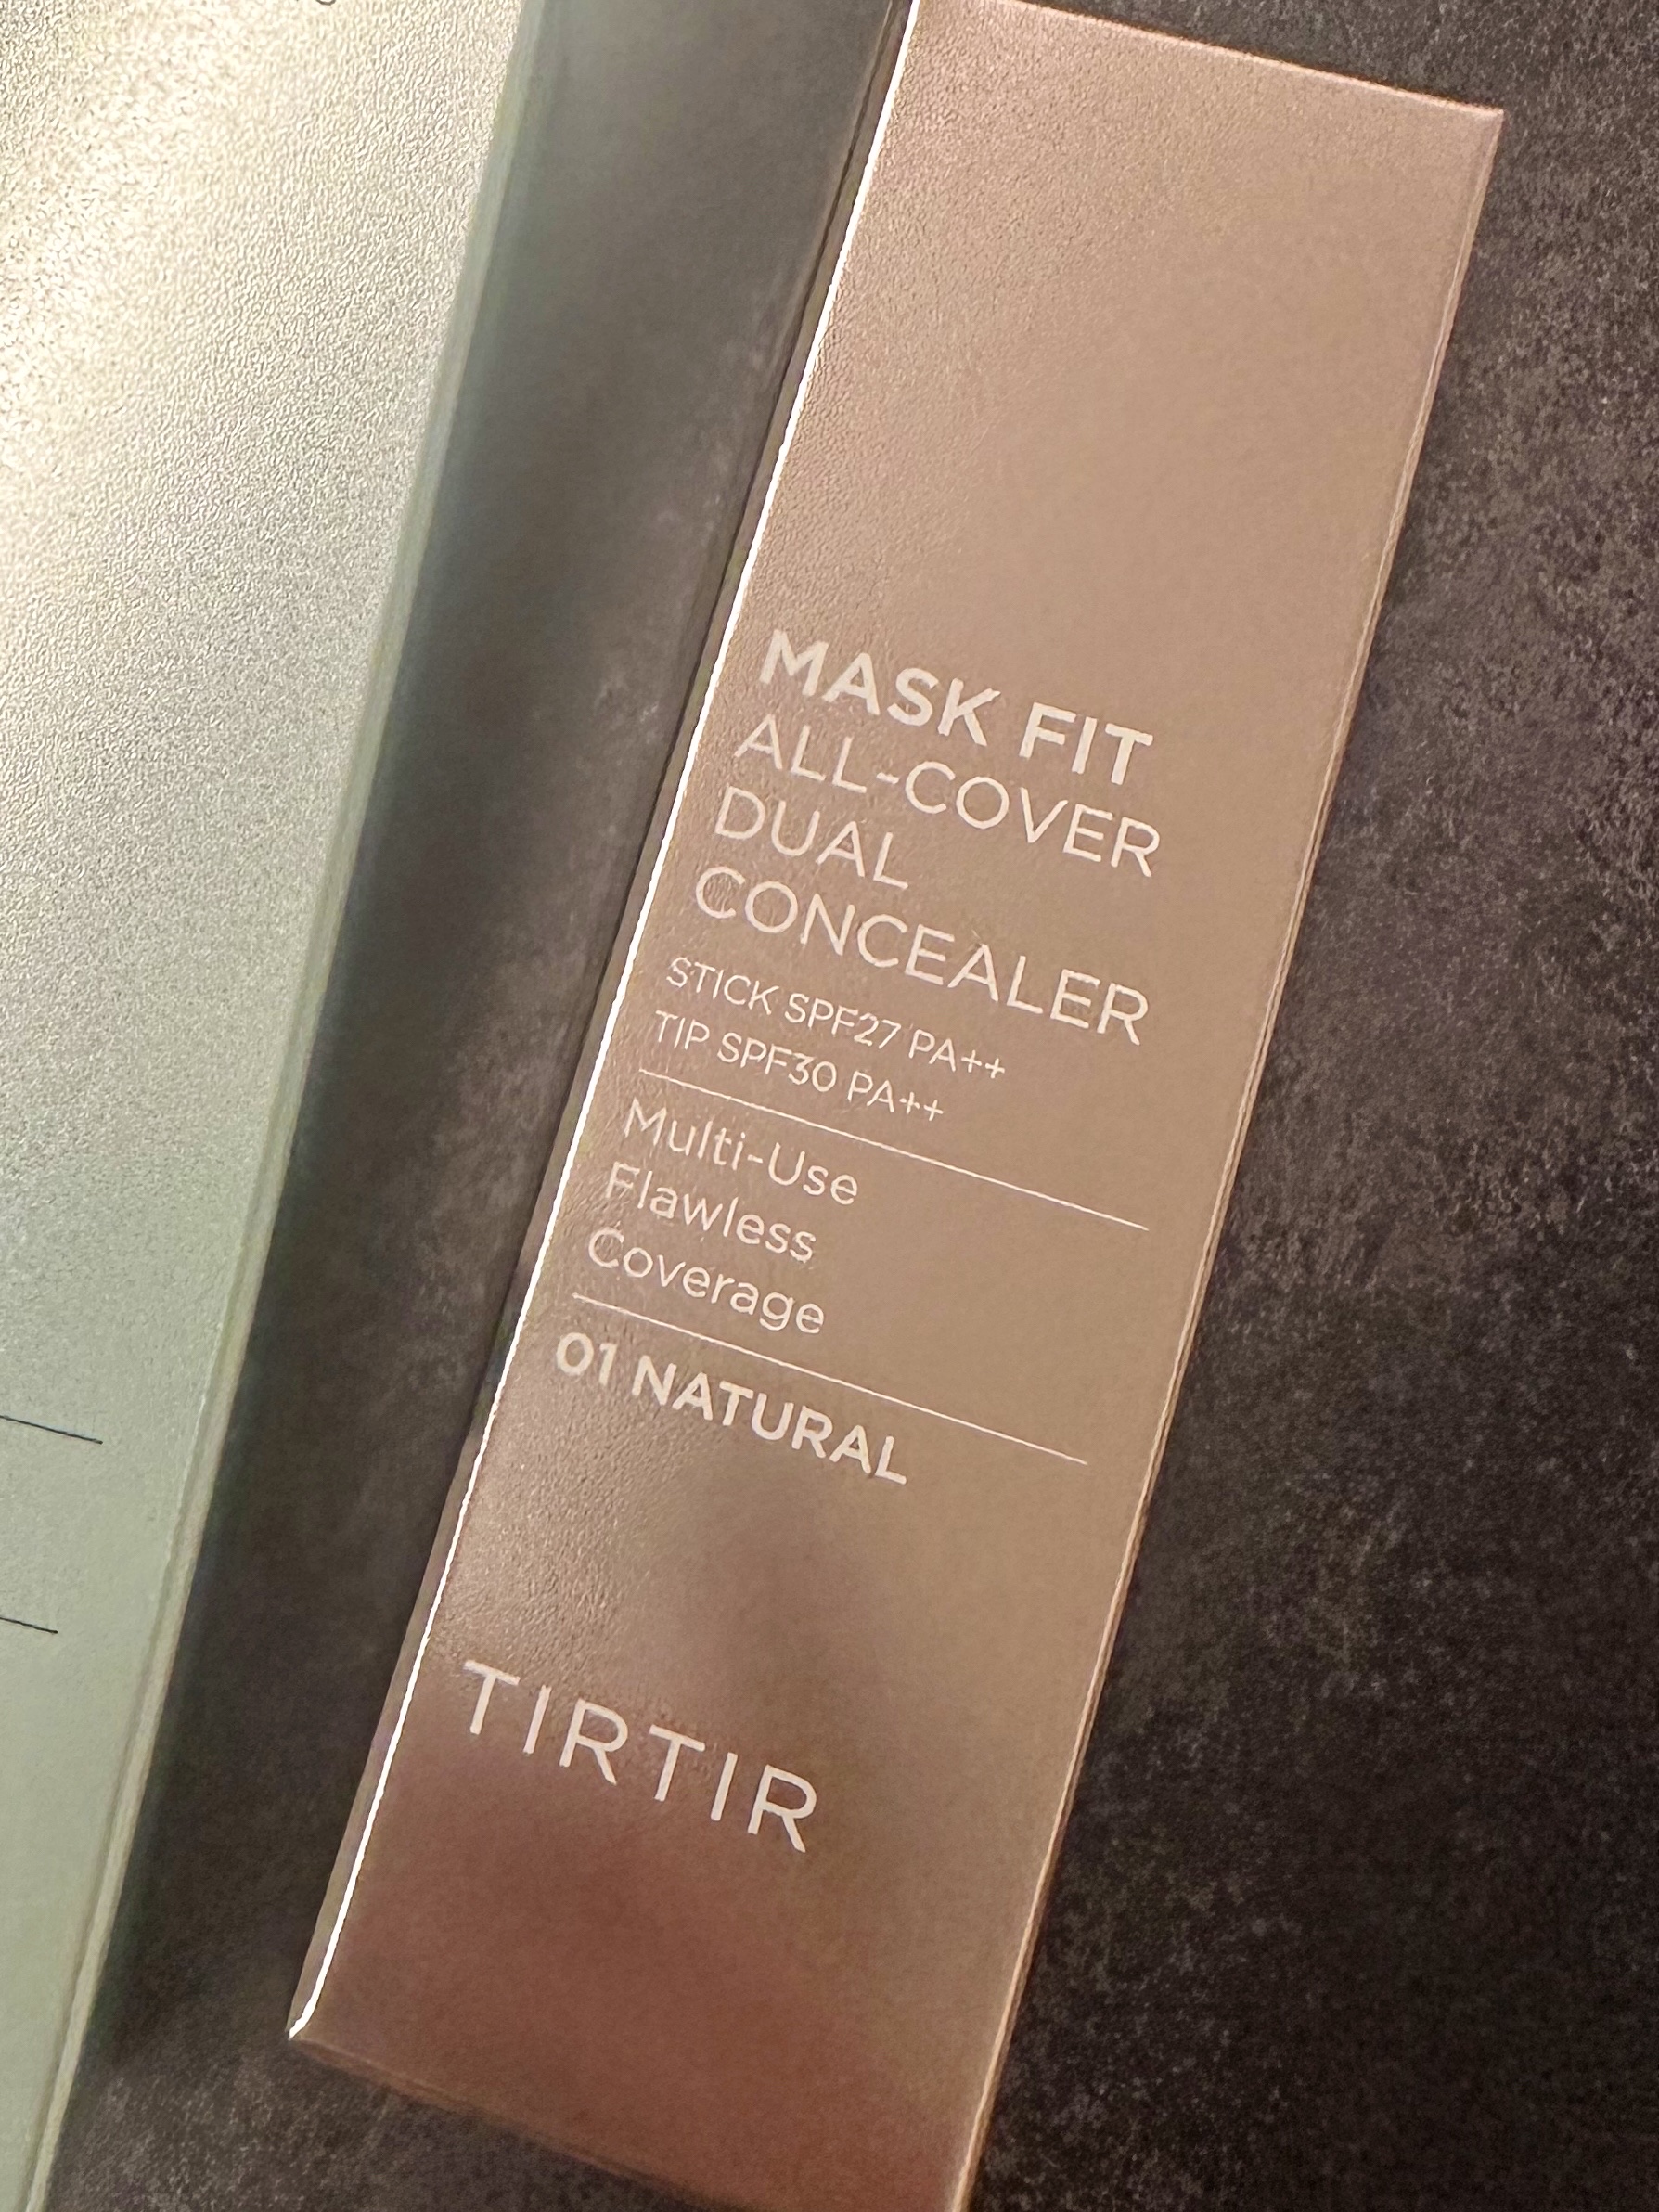 MASK FIT
ALL-COVER
DUAL
CONCEALER
STICK SPF27 PA++
TIP SPF30 PA++
Multi-Use
Flawless
Coverage
01 NATURAL
TIRTIR